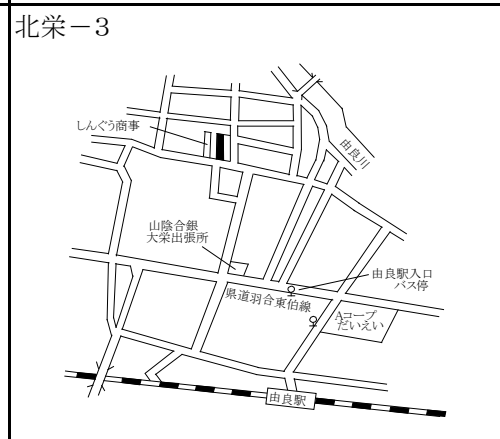 北栄－3
しんぐう商事
由良川
山陰合銀
大栄出張所
由良駅入口
バス停
県道羽合東伯線
Aコープ
だいえい
由良駅